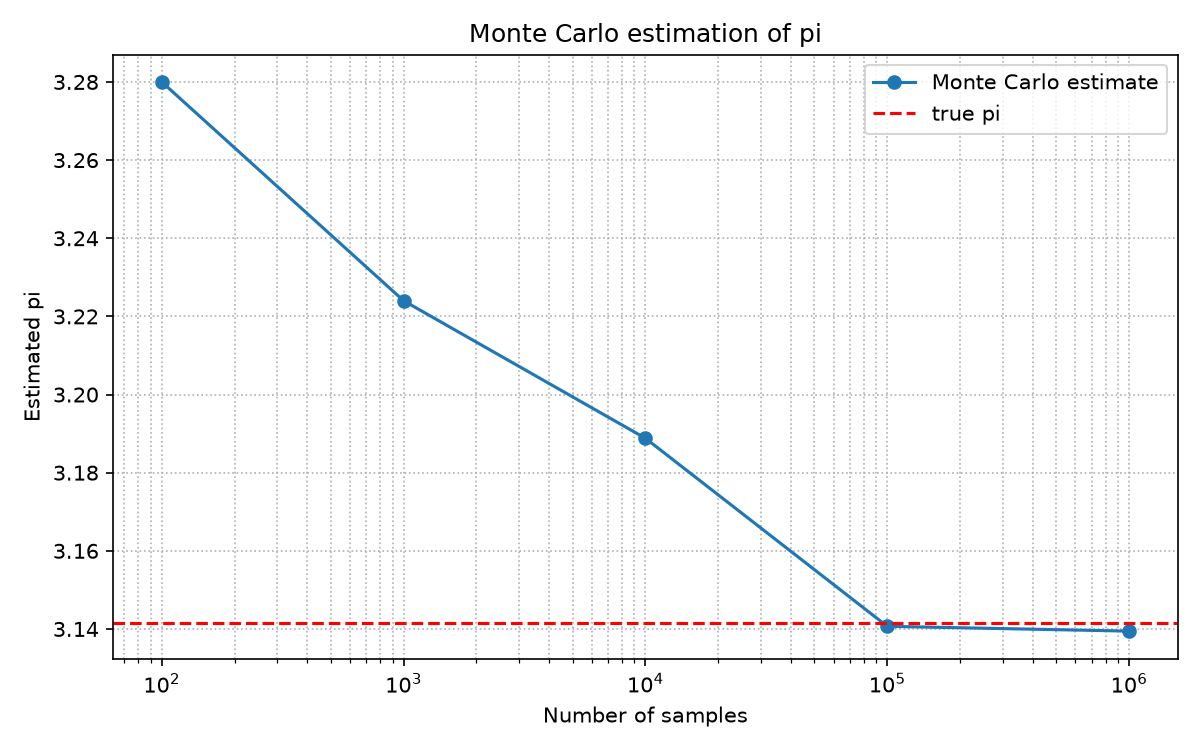 Monte Carlo estimation of pi
Monte Carlo estimate
true pi
Estimated pi
3.28
3.26
3.24
3.22
3.20
3.18
3.16
3.14
10²
10³
10⁴
10⁵
10⁶
Number of samples